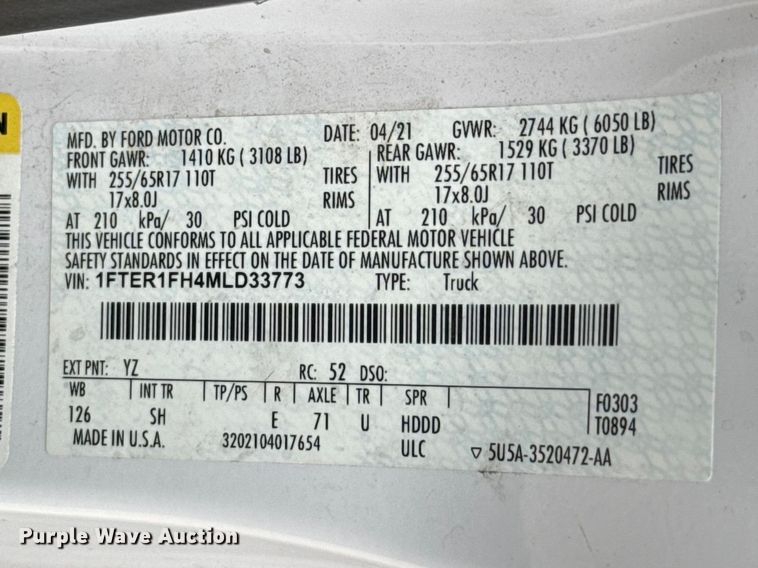 N
MFD. BY FORD MOTOR CO. DATE: 04/21 GVWR: 2744 KG ( 6050 LB)
FRONT GAWR: 1410 KG ( 3108 LB) REAR GAWR: 1529 KG ( 3370 LB)
WITH 255/65R17 110T TIRES WITH 255/65R17 110T TIRES
17x8.0J RIMS 17x8.0J RIMS
AT 210 kPa/ 30 PSI COLD AT 210 kPa/ 30 PSI COLD
THIS VEHICLE CONFORMS TO ALL APPLICABLE FEDERAL MOTOR VEHICLE
SAFETY STANDARDS IN EFFECT ON THE DATE OF MANUFACTURE SHOWN ABOVE.
VIN: 1FTER1FH4MLD33773 TYPE: Truck
EXT PNT: YZ RC: 52 DSO:
WB INT TR TP/PS R AXLE TR SPR F0303
126 SH E 71 U HDDD T0894
MADE IN U.S.A. 3202104017654 ULC ▽ 5U5A-3520472-AA
Purple Wave Auction